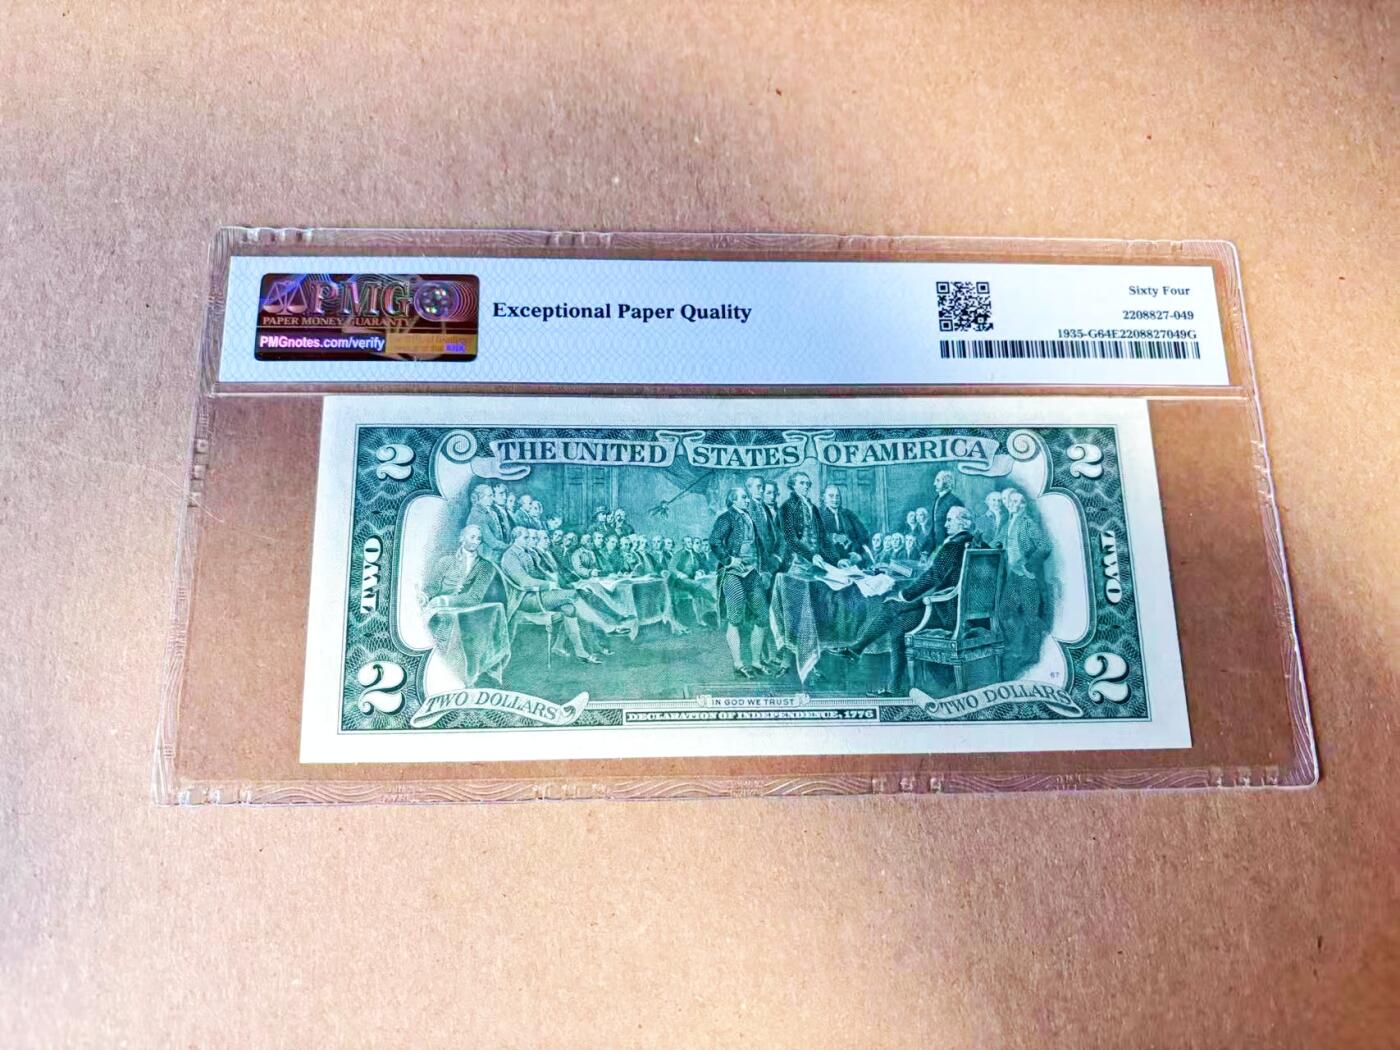 PMG
PAPER MONEY GUARANTY
PMGnotes.com/verify
Exceptional Paper Quality
Sixty Four
2208827-049
1935-G64E2208827049G
2
THE UNITED STATES OF AMERICA
2
TWO
TWO
2
TWO DOLLARS
IN GOD WE TRUST
DECLARATION OF INDEPENDENCE, 1776
TWO DOLLARS
67
2